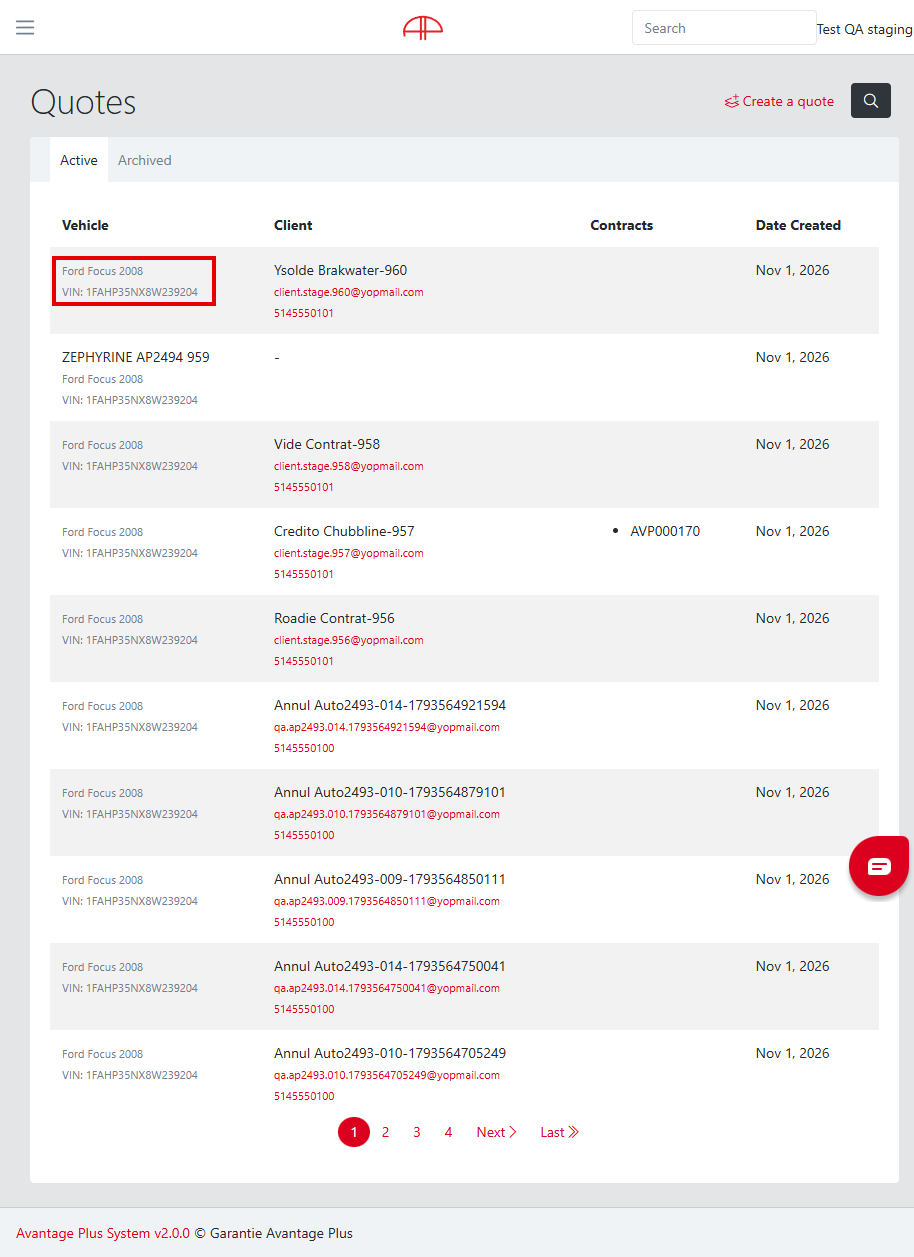 Search
Test QA staging
Quotes
Create a quote
Active
Archived
Vehicle
Client
Contracts
Date Created
Ford Focus 2008
VIN: 1FAHP35NX8W239204
Ysolde Brakwater-960
client.stage.960@yopmail.com
5145550101
Nov 1, 2026
ZEPHYRINE AP2494 959
Ford Focus 2008
VIN: 1FAHP35NX8W239204
-
Nov 1, 2026
Ford Focus 2008
VIN: 1FAHP35NX8W239204
Vide Contrat-958
client.stage.958@yopmail.com
5145550101
Nov 1, 2026
Ford Focus 2008
VIN: 1FAHP35NX8W239204
Credito Chubbline-957
client.stage.957@yopmail.com
5145550101
• AVP000170
Nov 1, 2026
Ford Focus 2008
VIN: 1FAHP35NX8W239204
Roadie Contrat-956
client.stage.956@yopmail.com
5145550101
Nov 1, 2026
Ford Focus 2008
VIN: 1FAHP35NX8W239204
Annul Auto2493-014-1793564921594
qa.ap2493.014.1793564921594@yopmail.com
5145550100
Nov 1, 2026
Ford Focus 2008
VIN: 1FAHP35NX8W239204
Annul Auto2493-010-1793564879101
qa.ap2493.010.1793564879101@yopmail.com
5145550100
Nov 1, 2026
Ford Focus 2008
VIN: 1FAHP35NX8W239204
Annul Auto2493-009-1793564850111
qa.ap2493.009.1793564850111@yopmail.com
5145550100
Nov 1, 2026
Ford Focus 2008
VIN: 1FAHP35NX8W239204
Annul Auto2493-014-1793564750041
qa.ap2493.014.1793564750041@yopmail.com
5145550100
Nov 1, 2026
Ford Focus 2008
VIN: 1FAHP35NX8W239204
Annul Auto2493-010-1793564705249
qa.ap2493.010.1793564705249@yopmail.com
5145550100
Nov 1, 2026
1 2 3 4 Next Last
Avantage Plus System v2.0.0 © Garantie Avantage Plus